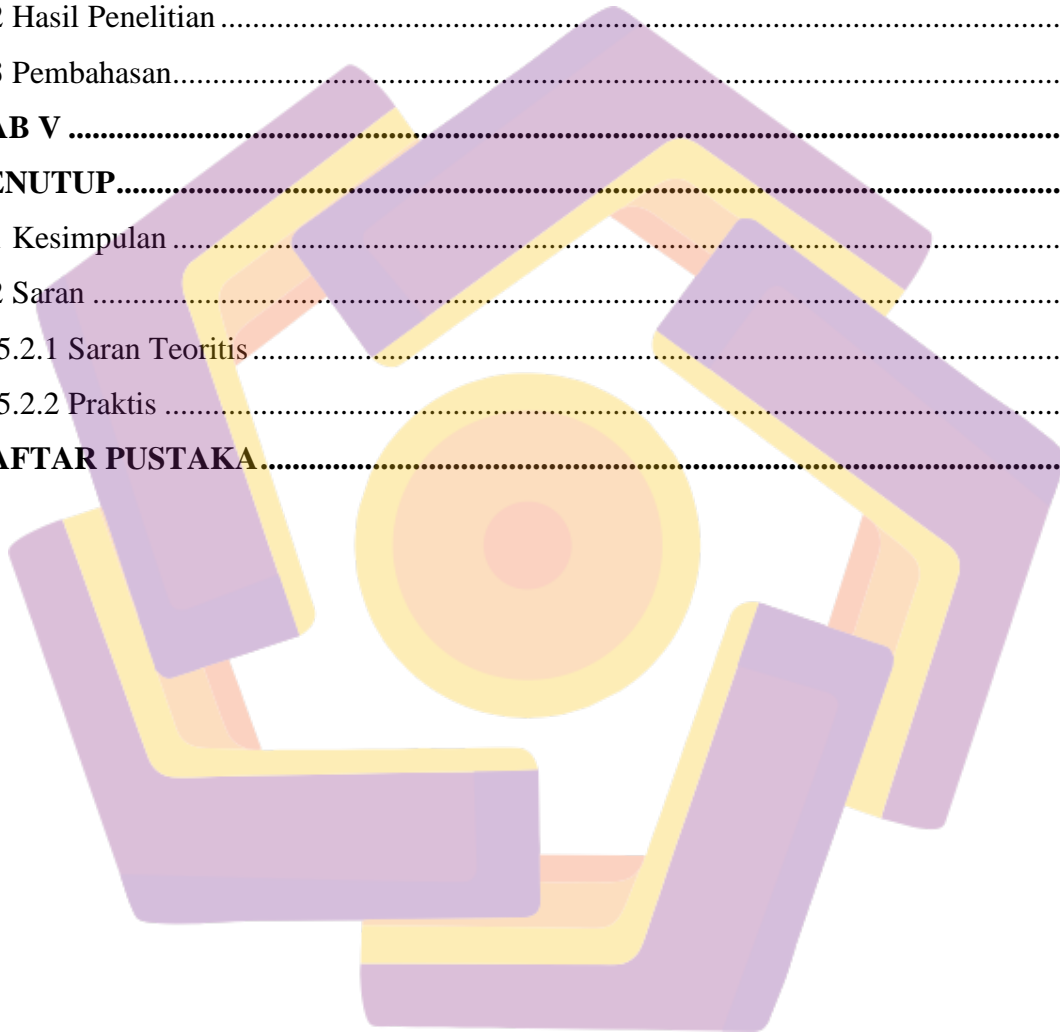 2 Hasil Penelitian ....................................................................................
3 Pembahasan..........................................................................................
AB V ..........................................................................................................
ENUTUP....................................................................................................
1 Kesimpulan ..........................................................................................
2 Saran ....................................................................................................
5.2.1 Saran Teoritis ..................................................................................
5.2.2 Praktis ............................................................................................
AFTAR PUSTAKA..................................................................................